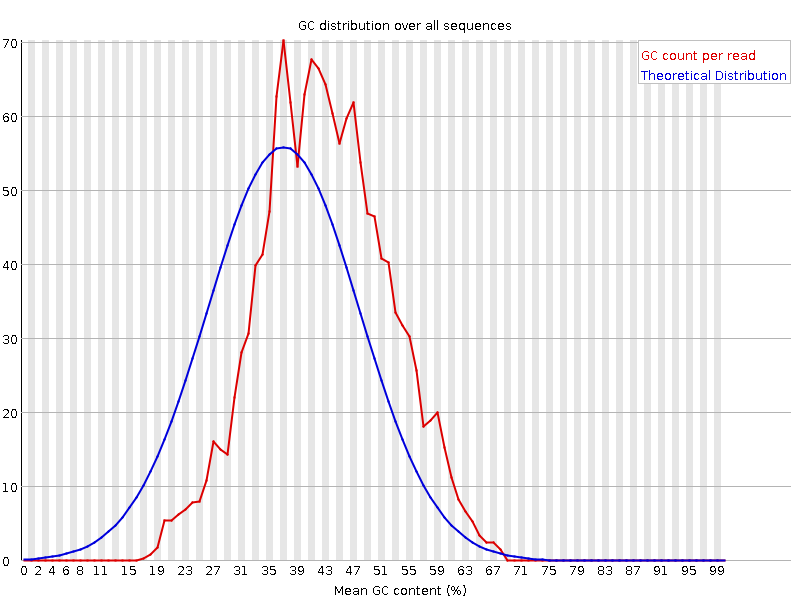 GC distribution over all sequences
GC count per read
Theoretical Distribution
70
60
50
40
30
20
10
0
0 2 4 6 8 11 15 19 23 27 31 35 39 43 47 51 55 59 63 67 71 75 79 83 87 91 95 99
Mean GC content (%)